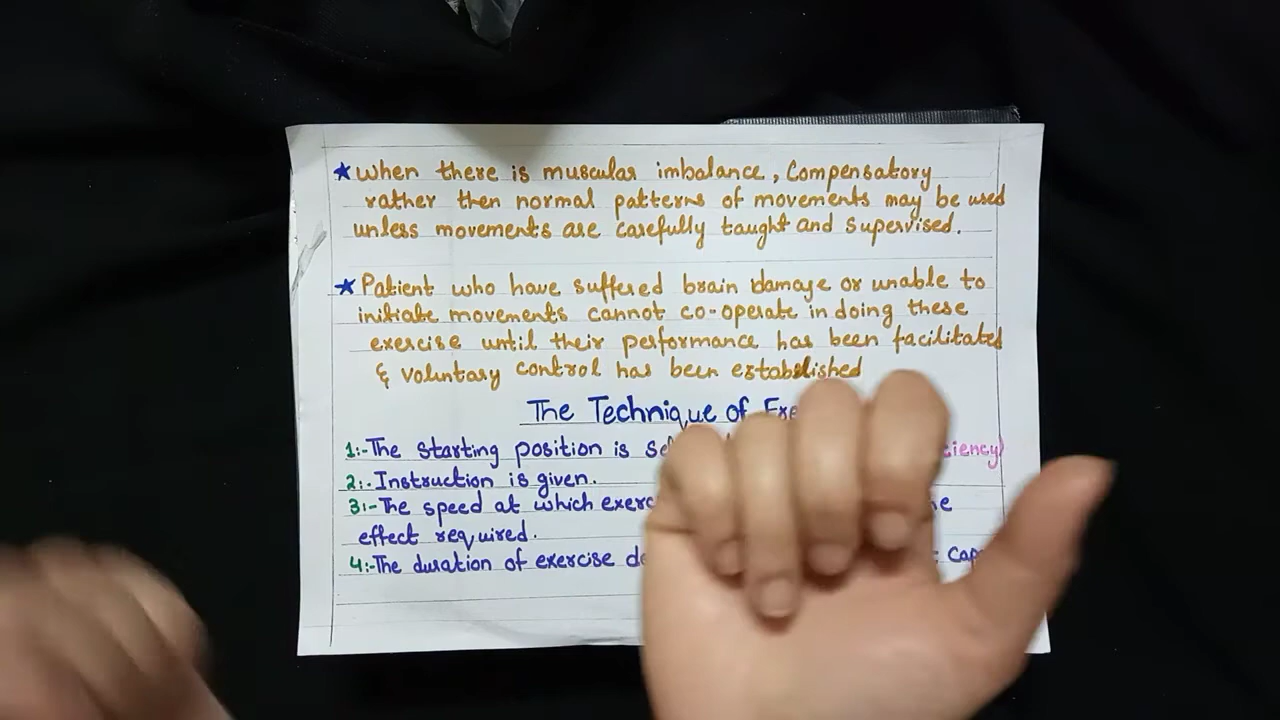 ★ When there is muscular imbalance, Compensatory
rather then normal patterns of movements may be used
unless movements are carefully taught and supervised.
★ Patient who have suffered brain damage or unable to
initiate movements cannot co-operate in doing these
exercise until their performance has been facilitated
& voluntary control has been established
The Technique of
1:- The starting position is
2:- Instruction is given.
3:- The speed at which
effect required.
4:- The duration of exercise